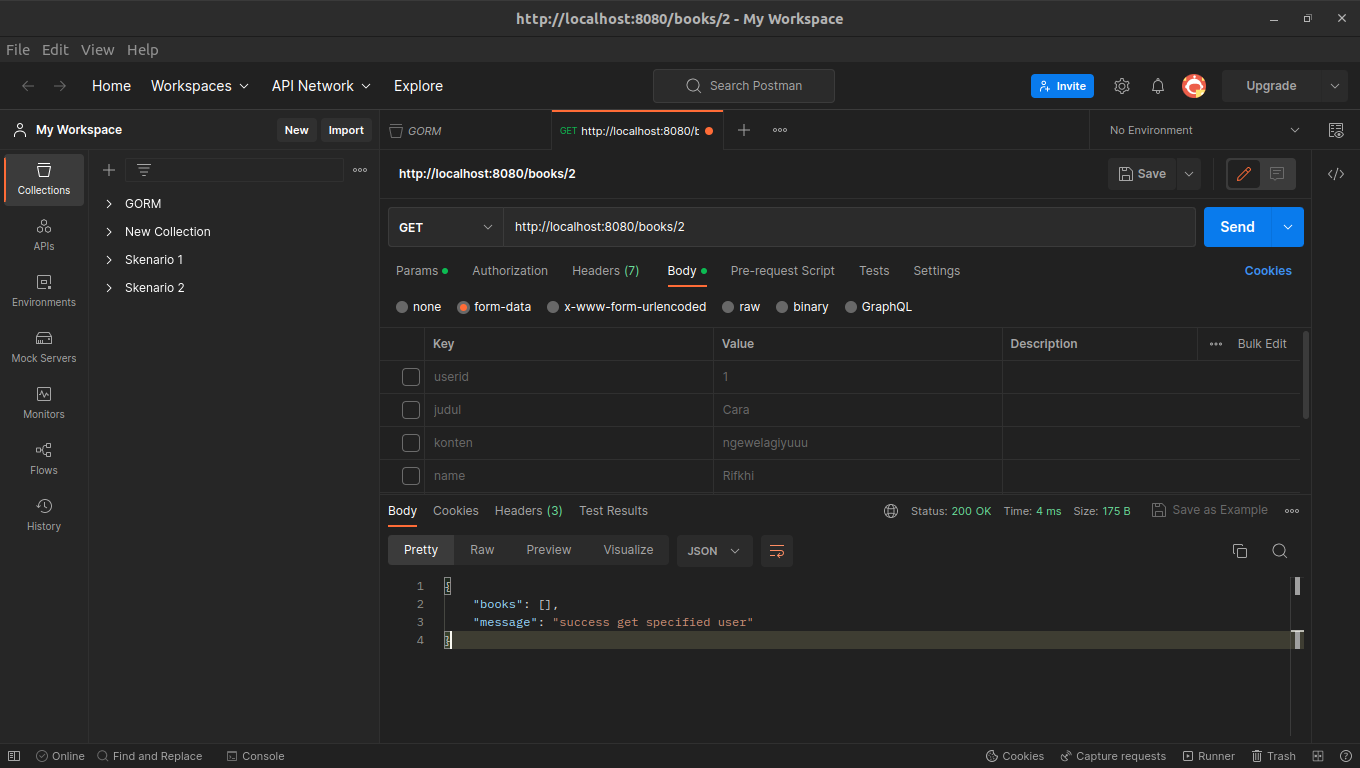 http://localhost:8080/books/2 - My Workspace
File Edit View Help
Home Workspaces API Network Explore Search Postman Invite Upgrade
My Workspace New Import GORM GET http://localhost:8080/b No Environment
Collections
APIs
Environments
Mock Servers
Monitors
Flows
History
GORM
New Collection
Skenario 1
Skenario 2
http://localhost:8080/books/2 Save
GET http://localhost:8080/books/2 Send
Params Authorization Headers (7) Body Pre-request Script Tests Settings Cookies
none form-data x-www-form-urlencoded raw binary GraphQL
Key Value Description Bulk Edit
userid 1
judul Cara
konten ngewelagiyuuu
name Rifkhi
Body Cookies Headers (3) Test Results Status: 200 OK Time: 4 ms Size: 175 B Save as Example
Pretty Raw Preview Visualize JSON
1 {
2 "books": [],
3 "message": "success get specified user"
4 }
Online Find and Replace Console Cookies Capture requests Runner Trash